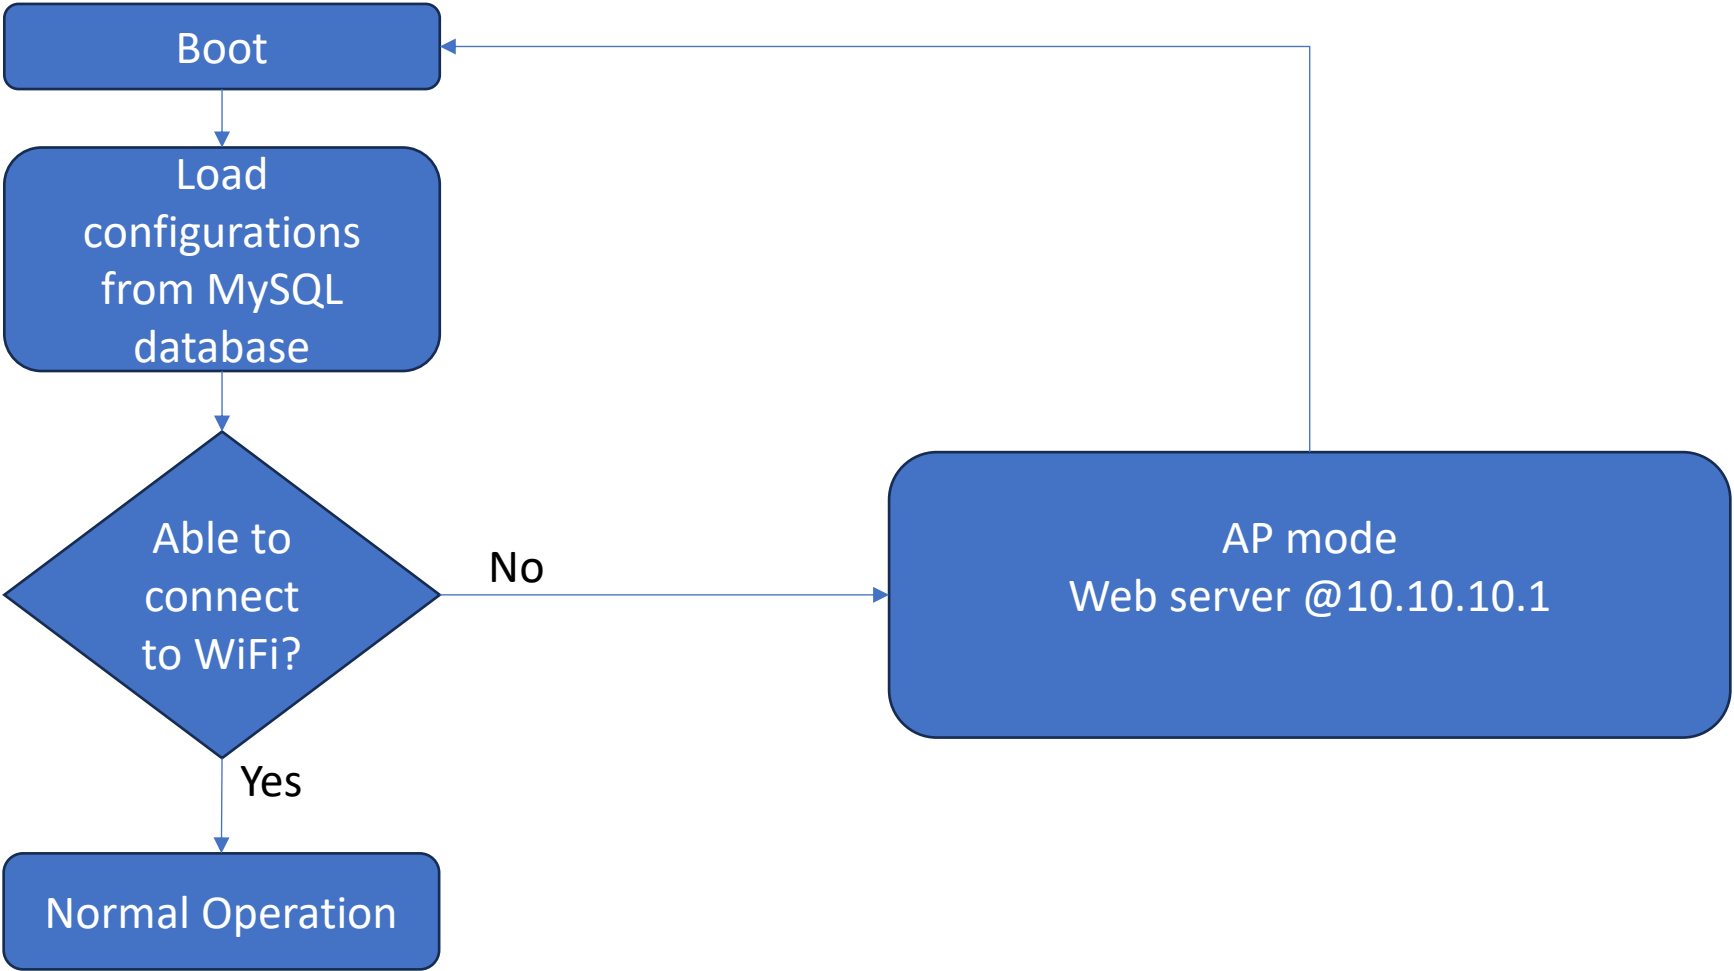 Boot
Load
configurations
from MySQL
database
Able to
connect
to WiFi?
No
AP mode
Web server @10.10.10.1
Yes
Normal Operation